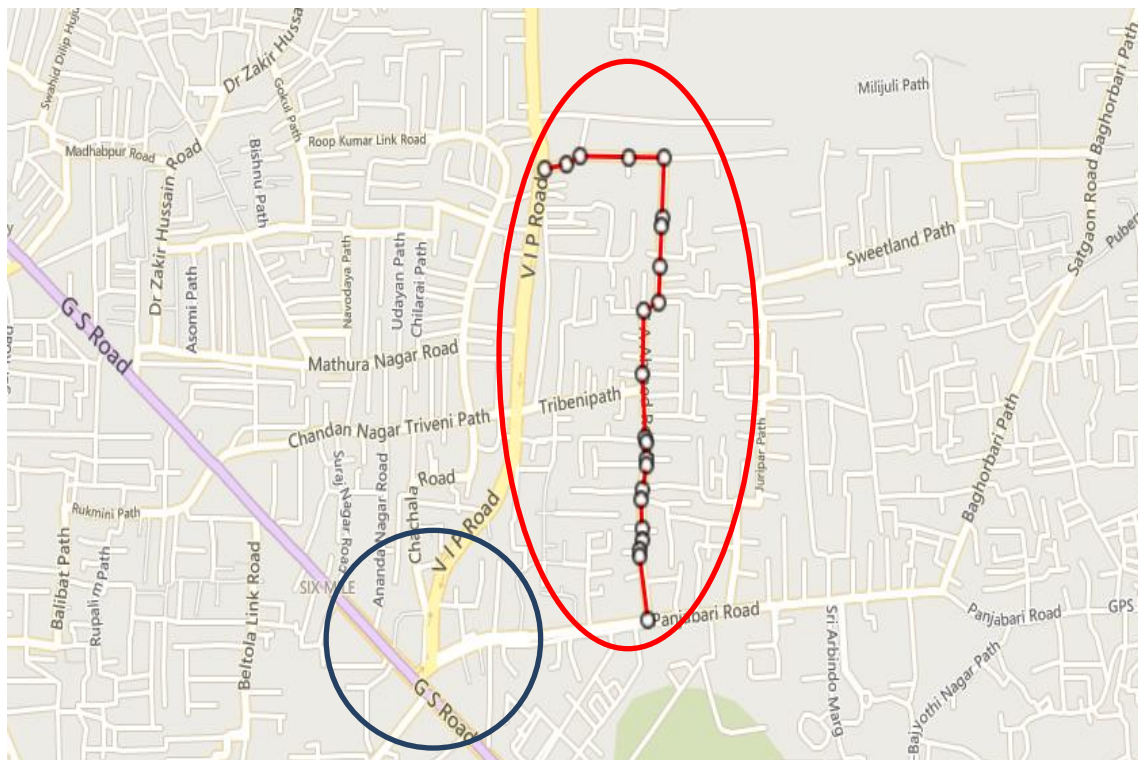 Swahid Dilip Huju
Dr Zakir Hussa
Gokul Path
Madhabpur Road
Dr Zakir Hussain Road
Bishnu Path
Roop Kumar Link Road
Milijuli Path
Satgaon Road Baghorbari Path
V I P Road
Sweetland Path
G S Road
Asomi Path
Navodaya Path
Udayan Path
Chilarai Path
Mathura Nagar Road
Tribenipath
Chandan Nagar Triveni Path
Juripar Path
Baghorbari Path
Suraj Nagar Road
Ananda Nagar Road
Chachala
Road
V I P Road
Rukmini Path
Balibat Path
Rupali m Path
Beltola Link Road
SIX MILE
Panjabari Road
Panjabari Road
GPS
Sri Arbindo Marg
Bajyothi Nagar Path
G S Road